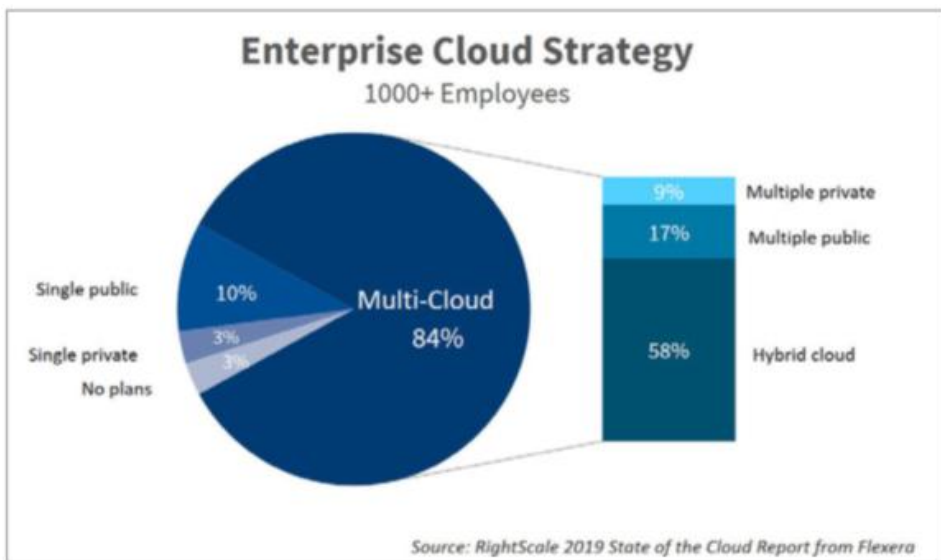 Enterprise Cloud Strategy
1000+ Employees
9%
Multiple private
17%
Multiple public
Single public
10%
Multi-Cloud
84%
3%
Single private
58%
Hybrid cloud
3%
No plans
Source: RightScale 2019 State of the Cloud Report from Flexera